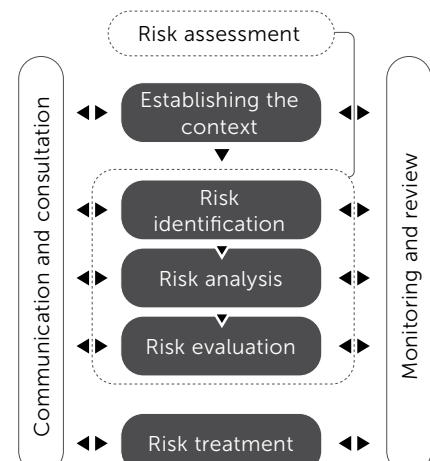 Risk assessment
Communication and consultation
Establishing the
context
Risk
identification
Risk analysis
Risk evaluation
Risk treatment
Monitoring and review